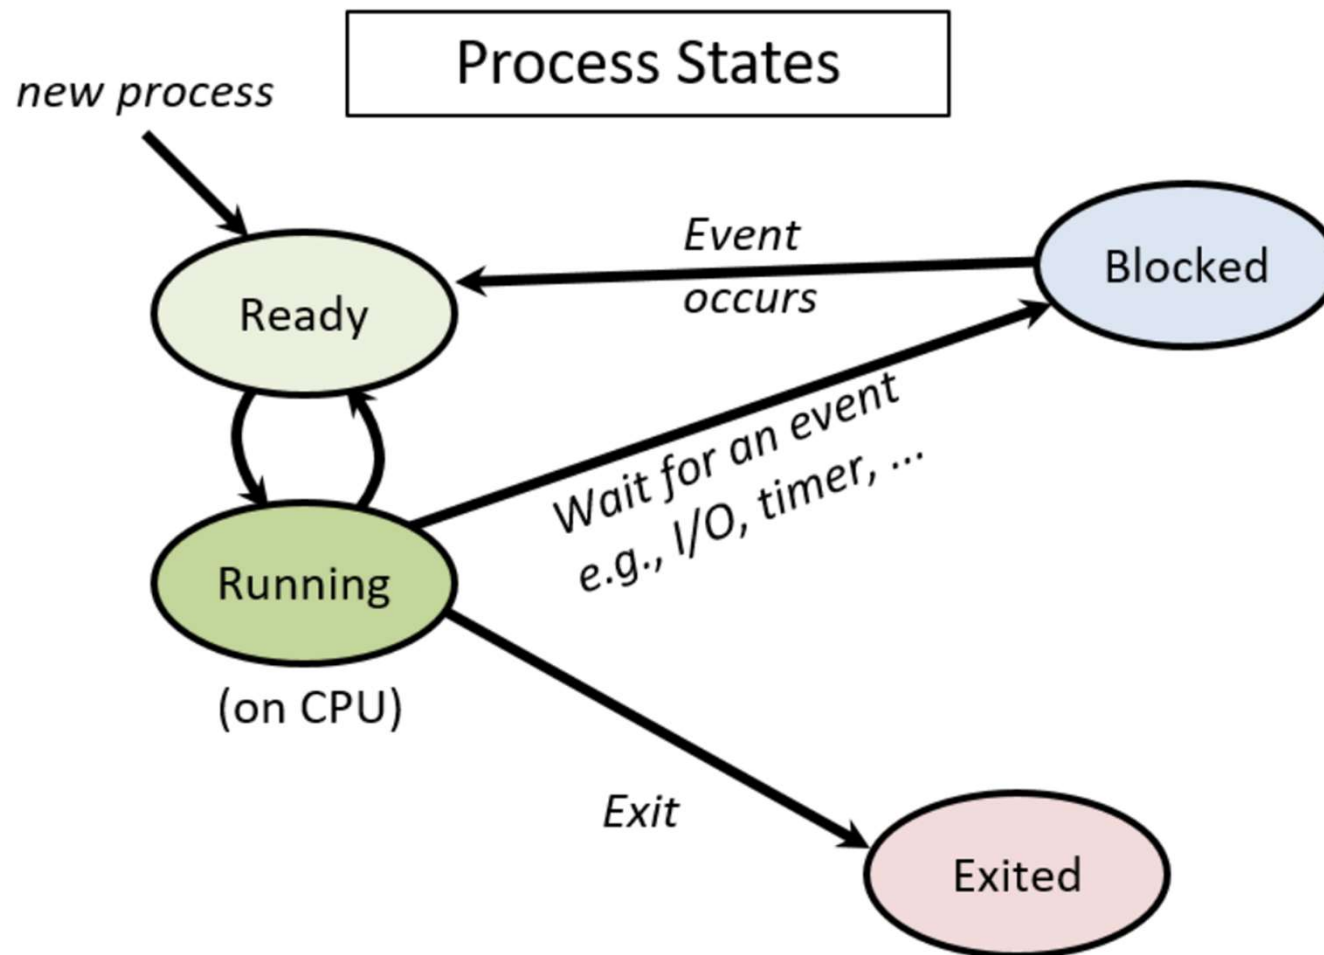 Process States
new process
Event
occurs
Blocked
Ready
Wait for an event
e.g., I/O, timer, ...
Running
(on CPU)
Exit
Exited